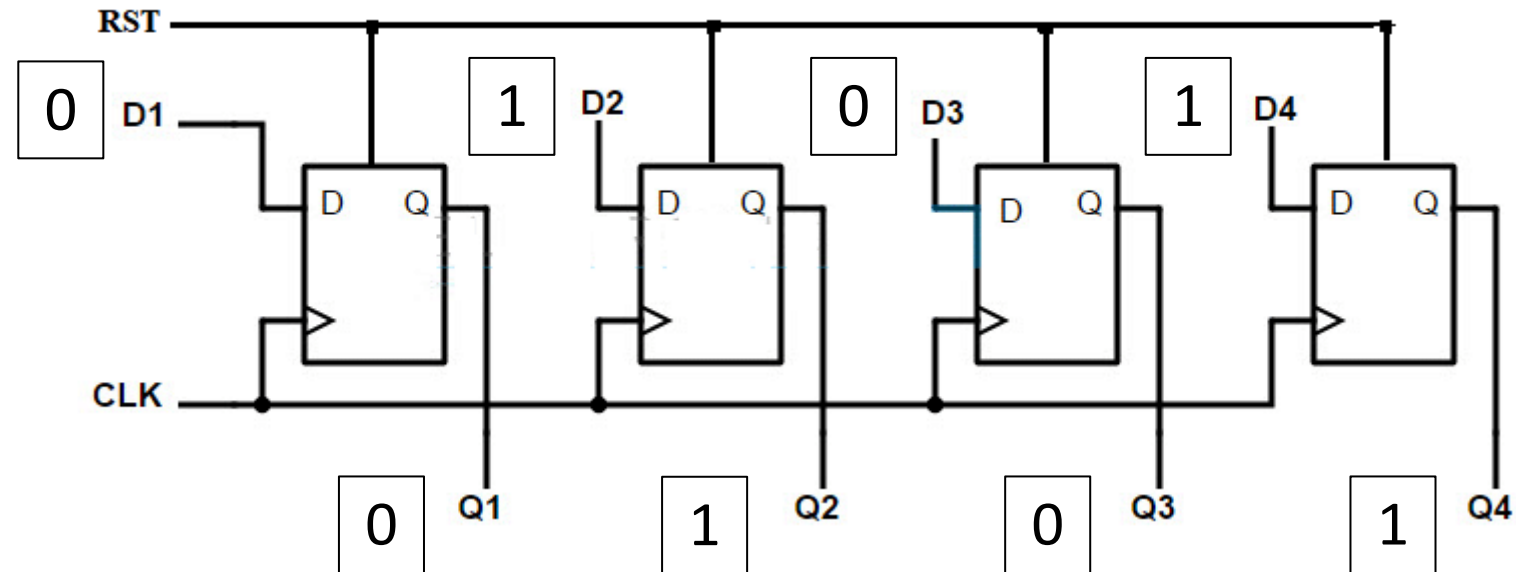 RST
0 D1 1 D2 0 D3 1 D4
D Q D Q D Q D Q
CLK
0 Q1 1 Q2 0 Q3 1 Q4